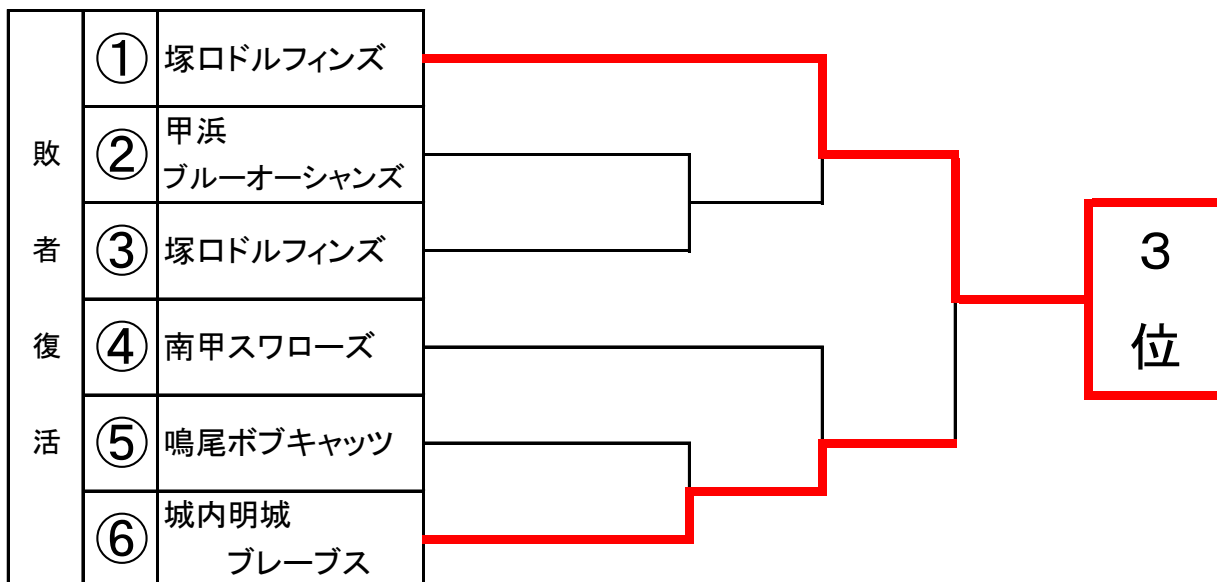 敗
者
復
活
① 塚口ドルフィンズ
② 甲浜
ブルーオーシャンズ
③ 塚口ドルフィンズ
④ 南甲スワローズ
⑤ 鳴尾ボブキャッツ
⑥ 城内明城
ブレーブス
3
位